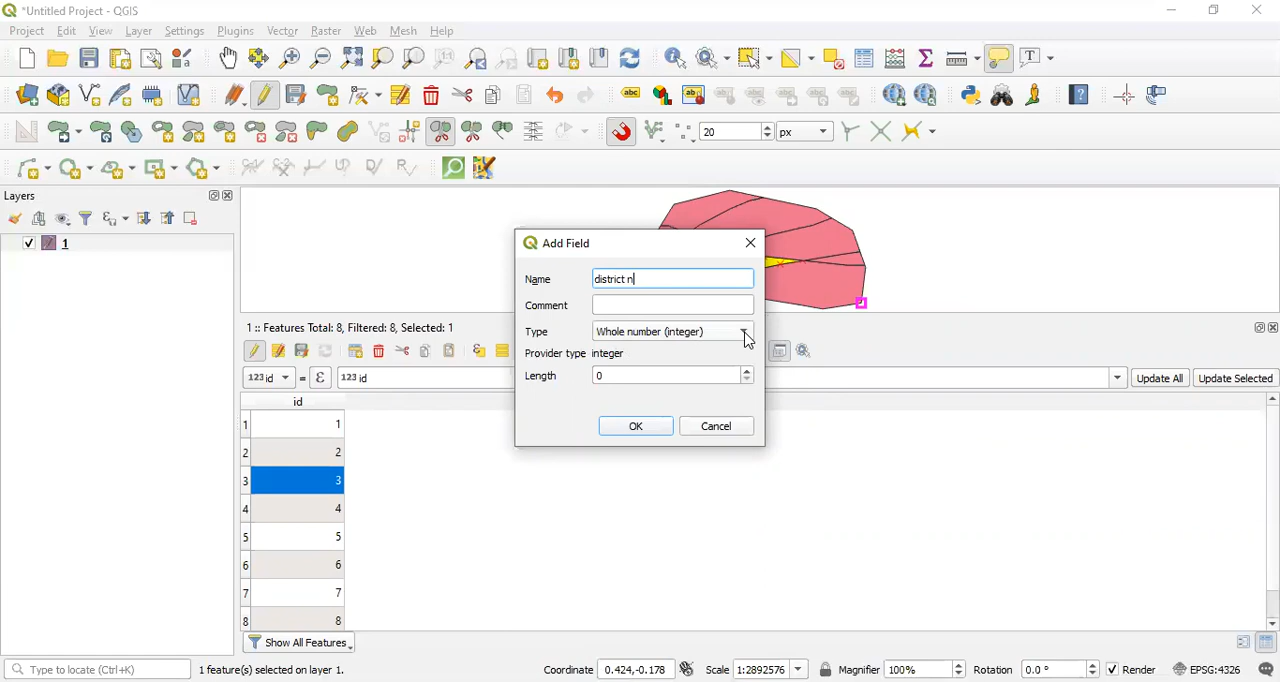 *Untitled Project - QGIS
Project Edit View Layer Settings Plugins Vector Raster Web Mesh Help
20 px
Layers
1
Add Field
Name district n
Comment
Type Whole number (integer)
Provider type integer
Length 0
OK Cancel
1 :: Features Total: 8, Filtered: 8, Selected: 1
123 id = ε 123 id Update All Update Selected
id
1 1
2 2
3 3
4 4
5 5
6 6
7 7
8 8
Show All Features
Type to locate (Ctrl+K) 1 feature(s) selected on layer 1. Coordinate 0.424,-0.178 Scale 1:2892576 Magnifier 100% Rotation 0.0 ° Render EPSG:4326